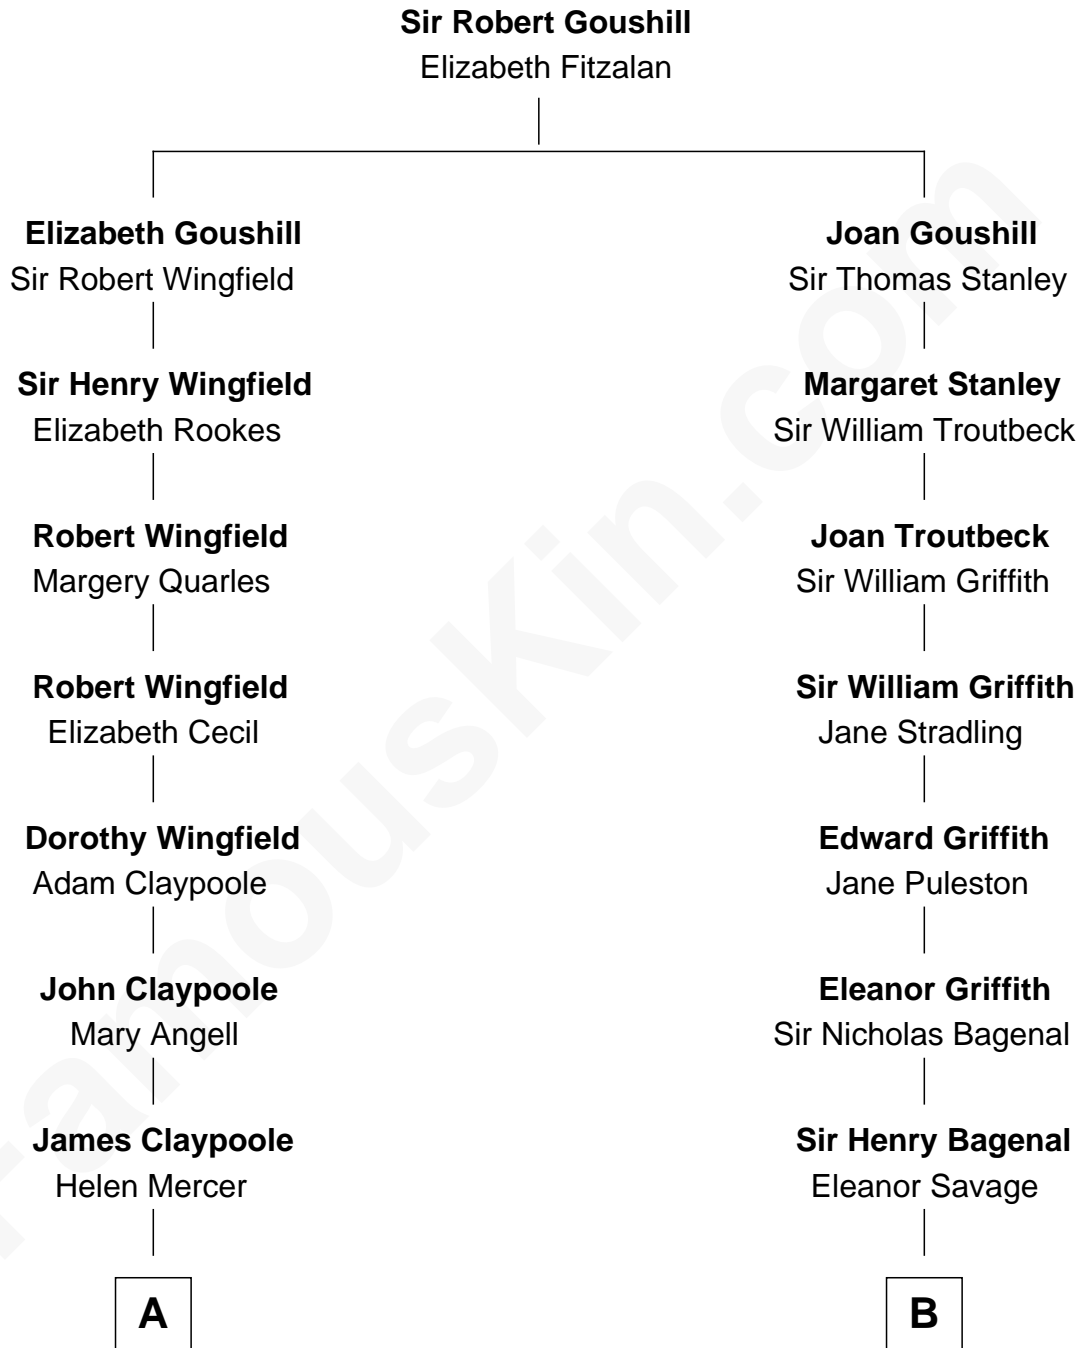 Sir Robert Goushill
Elizabeth Fitzalan
Elizabeth Goushill
Sir Robert Wingfield
Joan Goushill
Sir Thomas Stanley
Sir Henry Wingfield
Elizabeth Rookes
Margaret Stanley
Sir William Troutbeck
Robert Wingfield
Margery Quarles
Joan Troutbeck
Sir William Griffith
Robert Wingfield
Elizabeth Cecil
Sir William Griffith
Jane Stradling
Dorothy Wingfield
Adam Claypoole
Edward Griffith
Jane Puleston
John Claypoole
Mary Angell
Eleanor Griffith
Sir Nicholas Bagenal
James Claypoole
Helen Mercer
Sir Henry Bagenal
Eleanor Savage
A
B
FamousKin.com